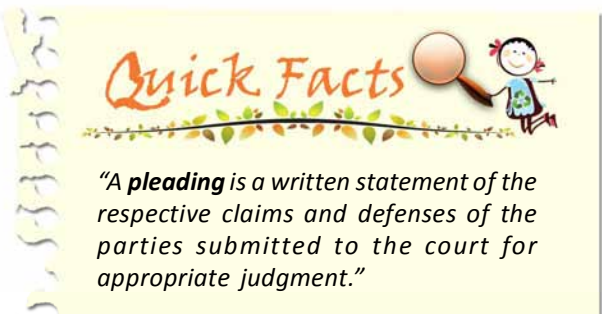 Quick Facts
“A pleading is a written statement of the
respective claims and defenses of the
parties submitted to the court for
appropriate judgment.”